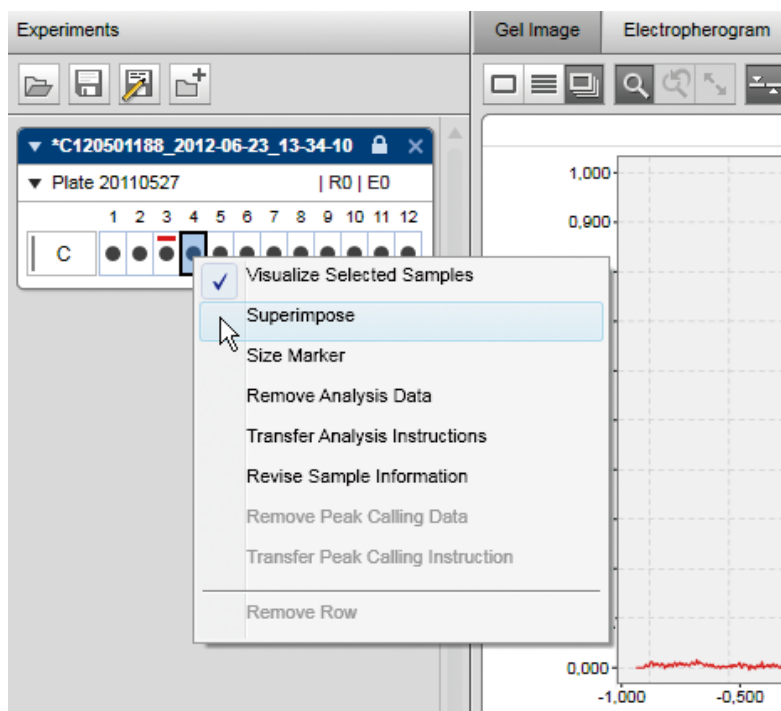 Experiments
Gel Image Electropherogram
*C120501188_2012-06-23_13-34-10
Plate 20110527 | R0 | E0
1 2 3 4 5 6 7 8 9 10 11 12
C
Visualize Selected Samples
Superimpose
Size Marker
Remove Analysis Data
Transfer Analysis Instructions
Revise Sample Information
Remove Peak Calling Data
Transfer Peak Calling Instruction
Remove Row
1,000
0,900
0,000
-1,000 -0,500